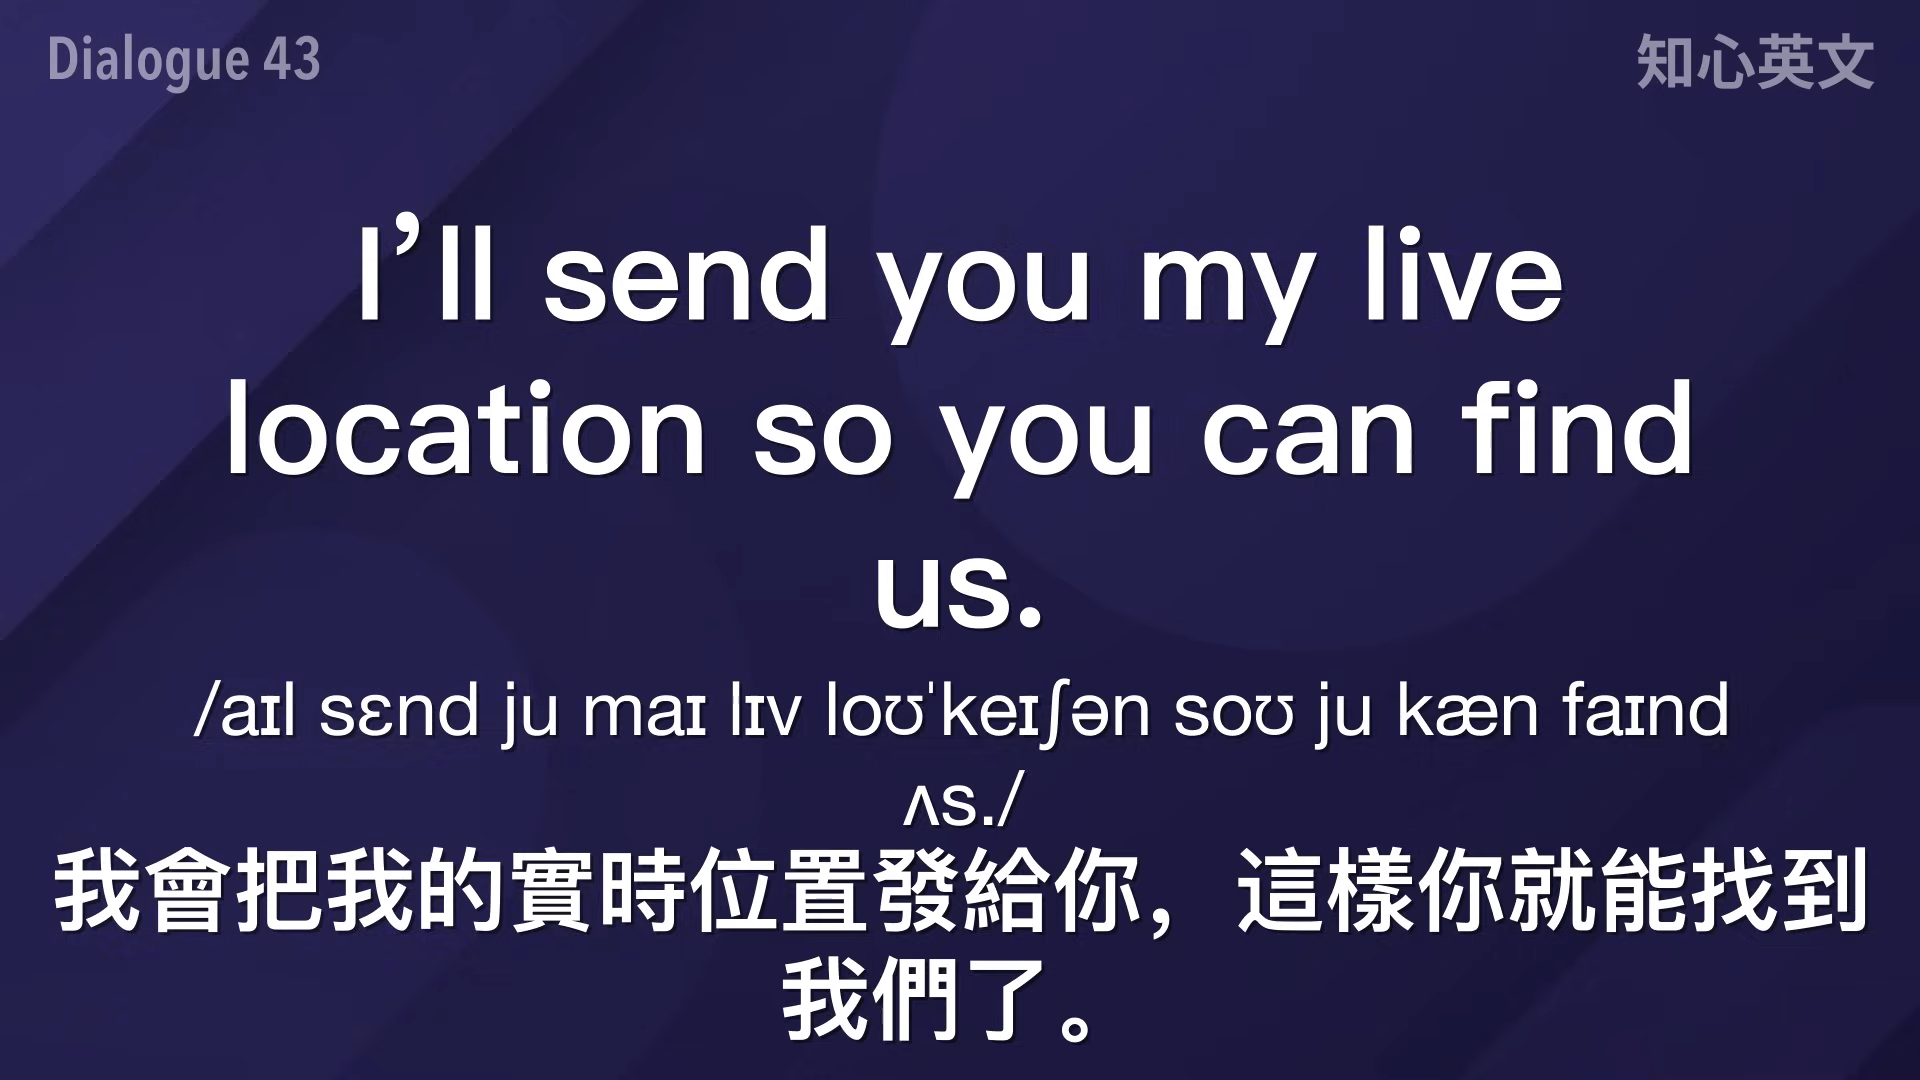 Dialogue 43
知心英文
I’ll send you my live
location so you can find
us.
/aɪl sɛnd ju maɪ lɪv loʊˈkeɪʃən soʊ ju kæn faɪnd
ʌs./
我會把我的實時位置發給你，這樣你就能找到
我們了。